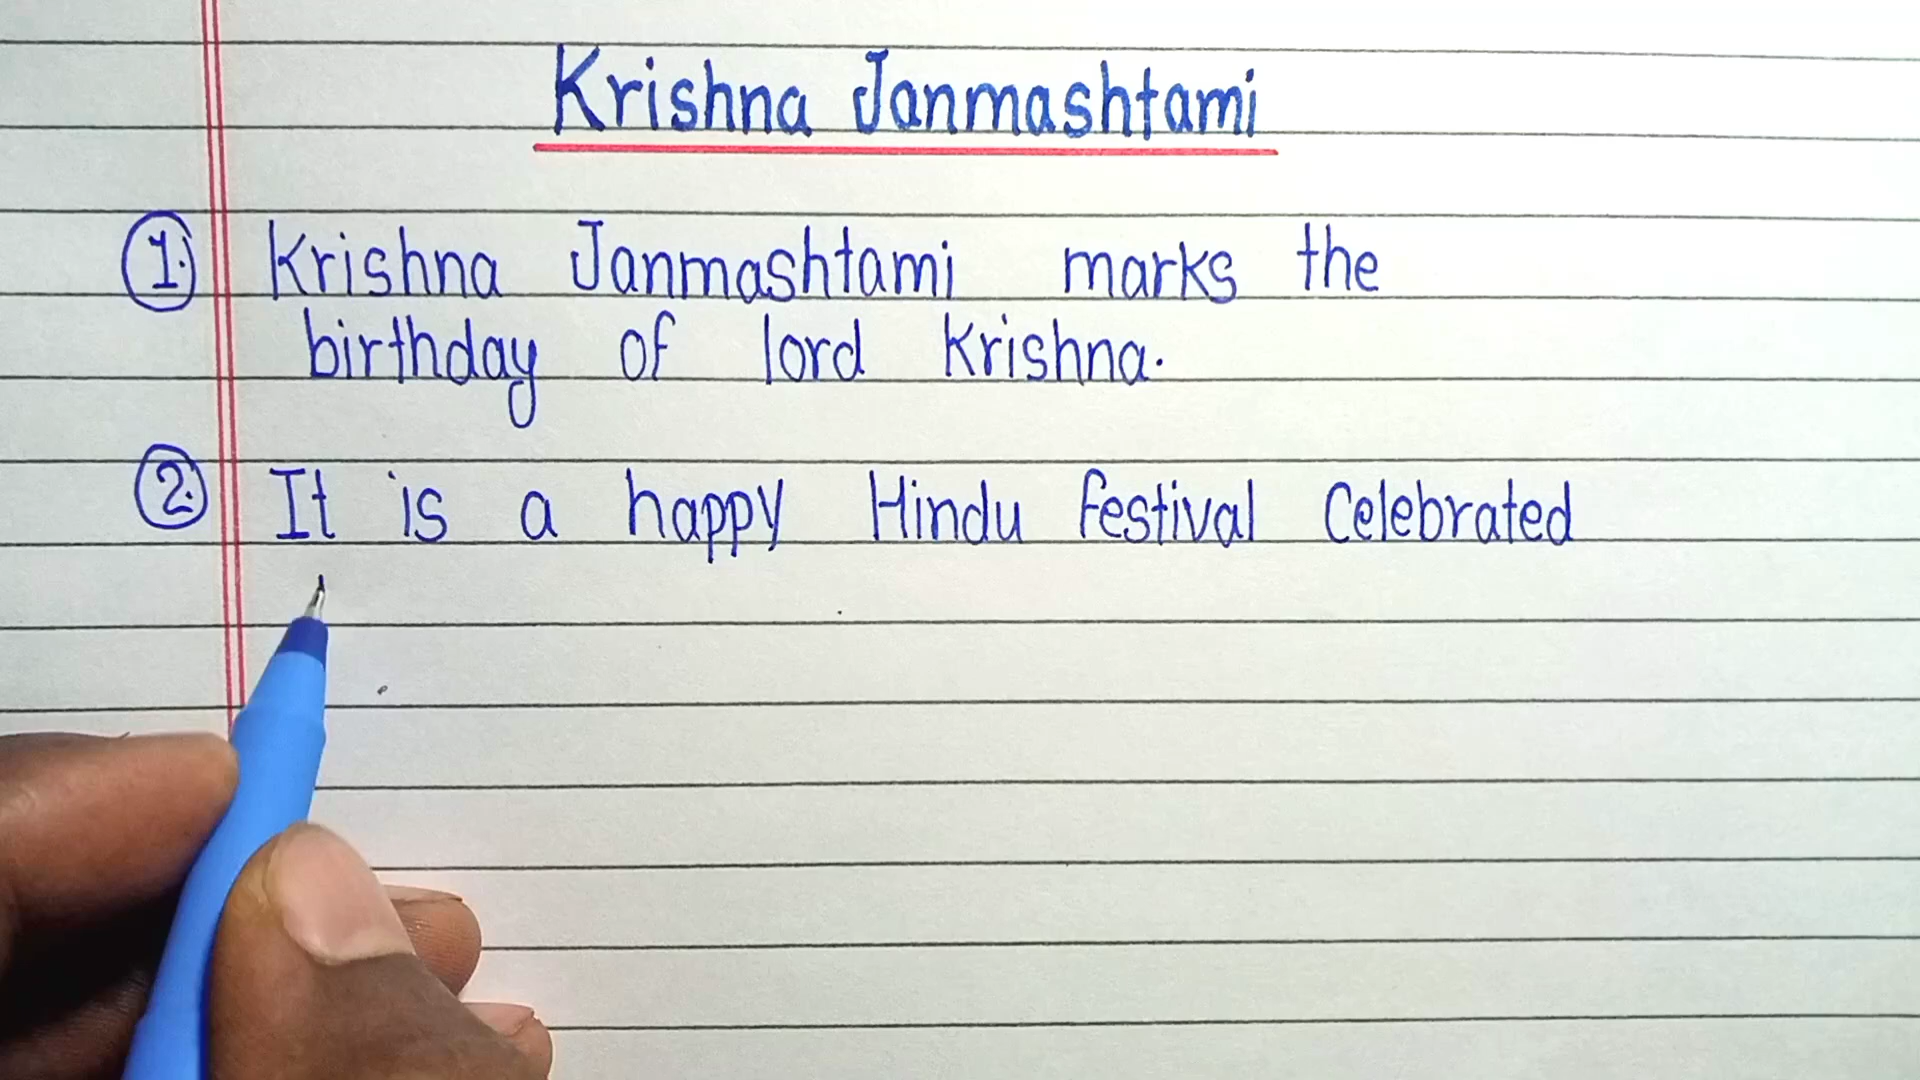 Krishna Janmashtami
1. Krishna Janmashtami marks the
birthday of lord Krishna.
2. It is a happy Hindu festival Celebrated